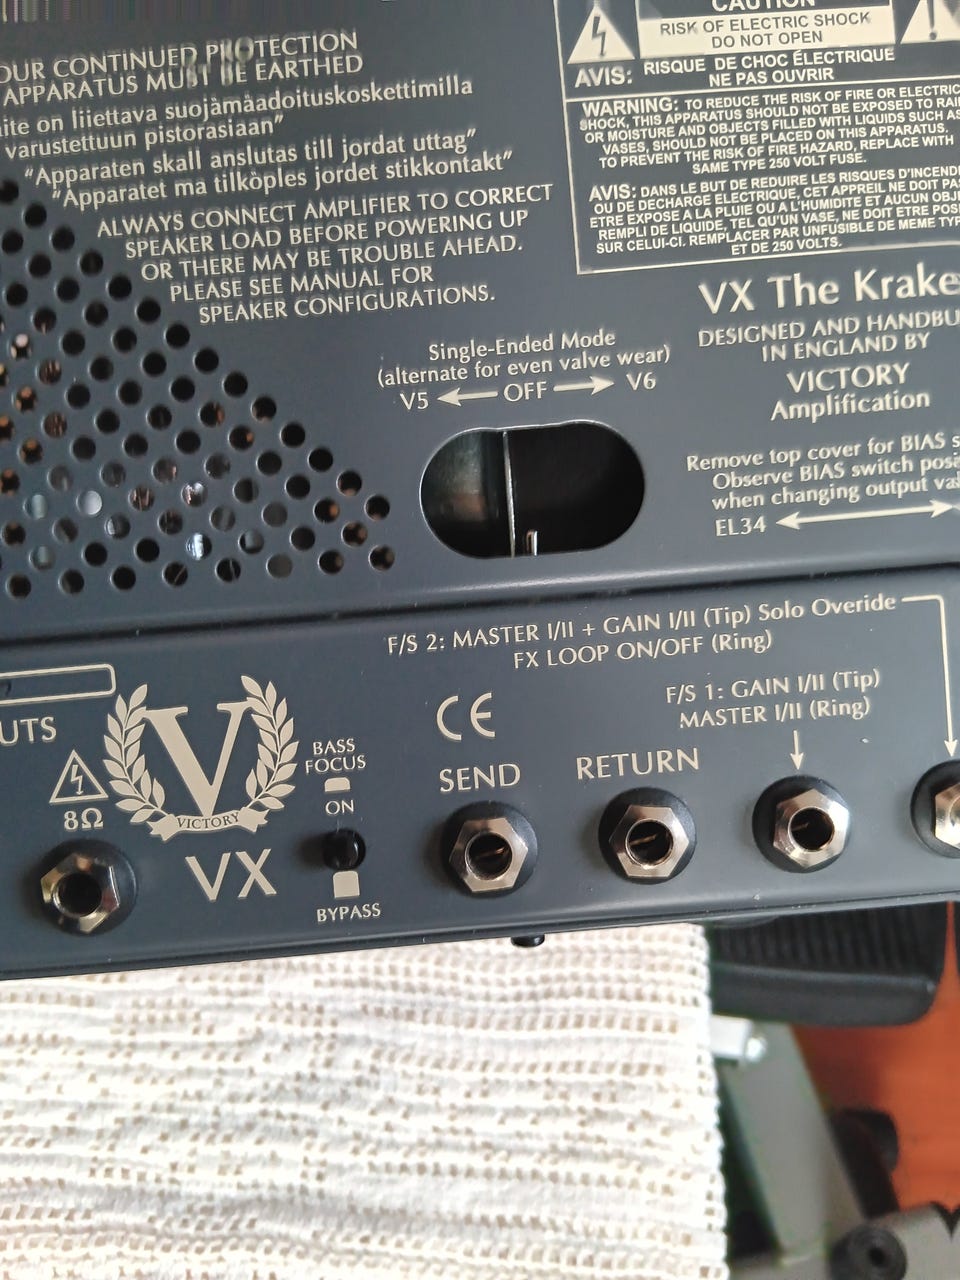 OUR CONTINUED PROTECTION
APPARATUS MUST BE EARTHED
ite on liiettava suojämäadoituskoskettimilla
varustettuun pistorasiaan"
"Apparaten skall anslutas till jordat uttag"
"Apparatet ma tilköples jordet stikkontakt"
ALWAYS CONNECT AMPLIFIER TO CORRECT
SPEAKER LOAD BEFORE POWERING UP
OR THERE MAY BE TROUBLE AHEAD.
PLEASE SEE MANUAL FOR
SPEAKER CONFIGURATIONS.
CAUTION
RISK OF ELECTRIC SHOCK
DO NOT OPEN
AVIS: RISQUE DE CHOC ÉLECTRIQUE
NE PAS OUVRIR
WARNING: TO REDUCE THE RISK OF FIRE OR ELECTRIC
SHOCK, THIS APPARATUS SHOULD NOT BE EXPOSED TO RAI
OR MOISTURE AND OBJECTS FILLED WITH LIQUIDS SUCH AS
VASES, SHOULD NOT BE PLACED ON THIS APPARATUS.
TO PREVENT THE RISK OF FIRE HAZARD, REPLACE WITH
SAME TYPE 250 VOLT FUSE.
AVIS: DANS LE BUT DE REDUIRE LES RISQUES D'INCEND
OU DE DECHARGE ELECTRIQUE, CET APPREIL NE DOIT PA
ETRE EXPOSE A LA PLUIE OU A L'HUMIDITE ET AUCUN OBJ
REMPLI DE LIQUIDE, TEL QU'UN VASE, NE DOIT ETRE POS
SUR CELUI-CI. REMPLACER PAR UNFUSIBLE DE MEME TYP
ET DE 250 VOLTS.
VX The Krake
DESIGNED AND HANDBU
IN ENGLAND BY
VICTORY
Amplification
Single-Ended Mode
(alternate for even valve wear)
V5 ← OFF → V6
Remove top cover for BIAS s
Observe BIAS switch posi
when changing output val
EL34
F/S 2: MASTER I/II + GAIN I/II (Tip) Solo Overide
FX LOOP ON/OFF (Ring)
F/S 1: GAIN I/II (Tip)
MASTER I/II (Ring)
UTS
8Ω
V
VICTORY
VX
BASS
FOCUS
ON
BYPASS
CE
SEND
RETURN